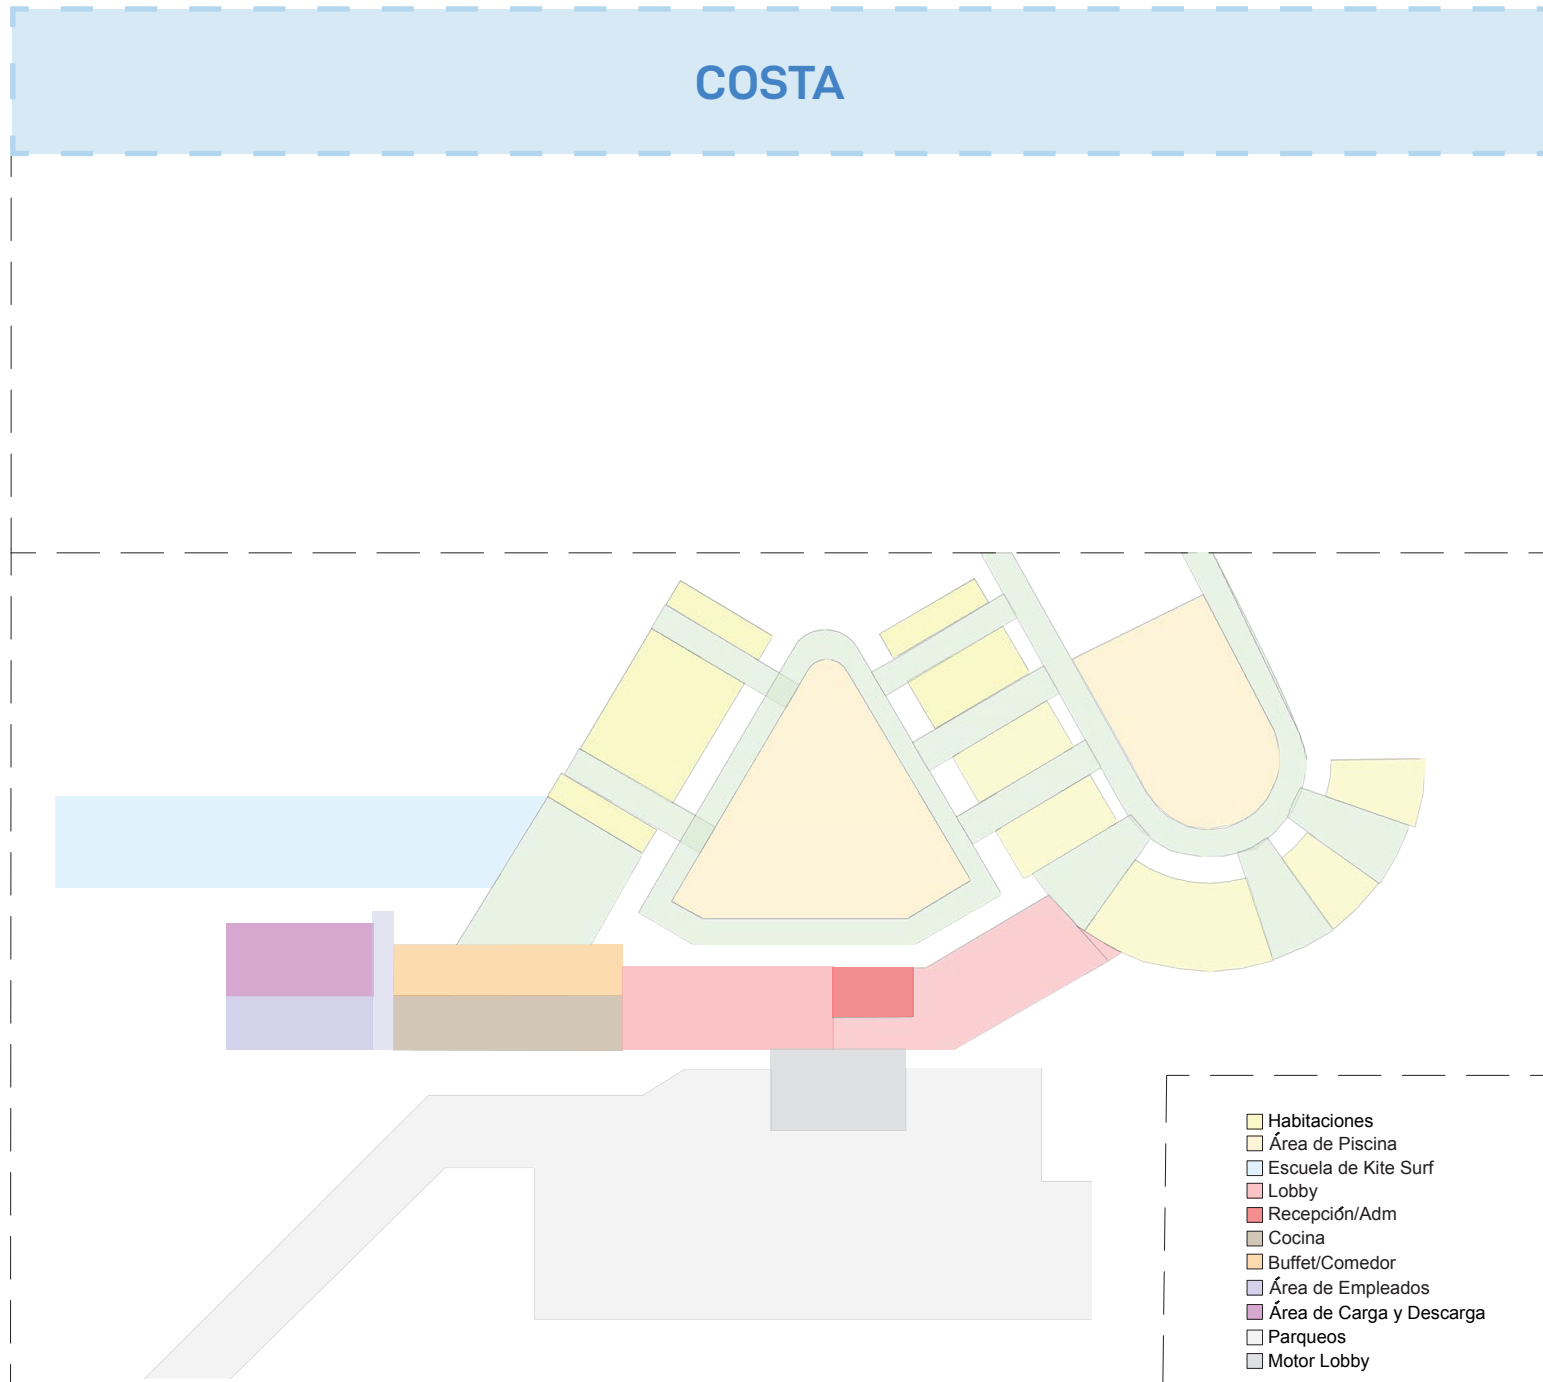 COSTA
Habitaciones
Área de Piscina
Escuela de Kite Surf
Lobby
Recepción/Adm
Cocina
Buffet/Comedor
Área de Empleados
Área de Carga y Descarga
Parqueos
Motor Lobby